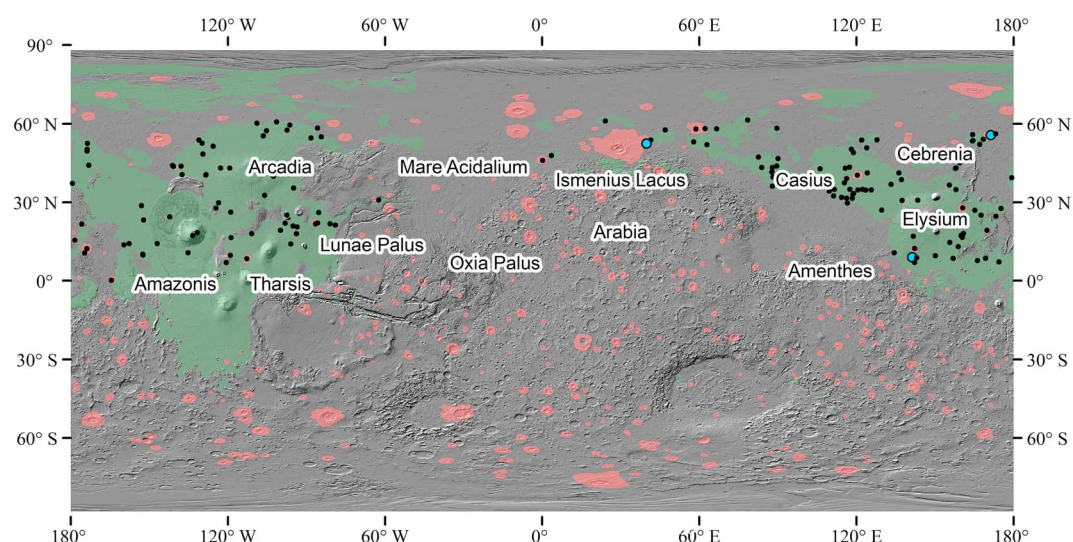 120° W 60° W 0° 60° E 120° E 180°
90°
60° N 60° N
Cebrenia
Arcadia Mare Acidalium
Ismenius Lacus Casius
30° N 30° N
Elysium
Arabia
Lunae Palus
Oxia Palus
Amenthes
Amazonis Tharsis
0° 0°
30° S 30° S
60° S 60° S
180° 120° W 60° W 0° 60° E 120° E 180°